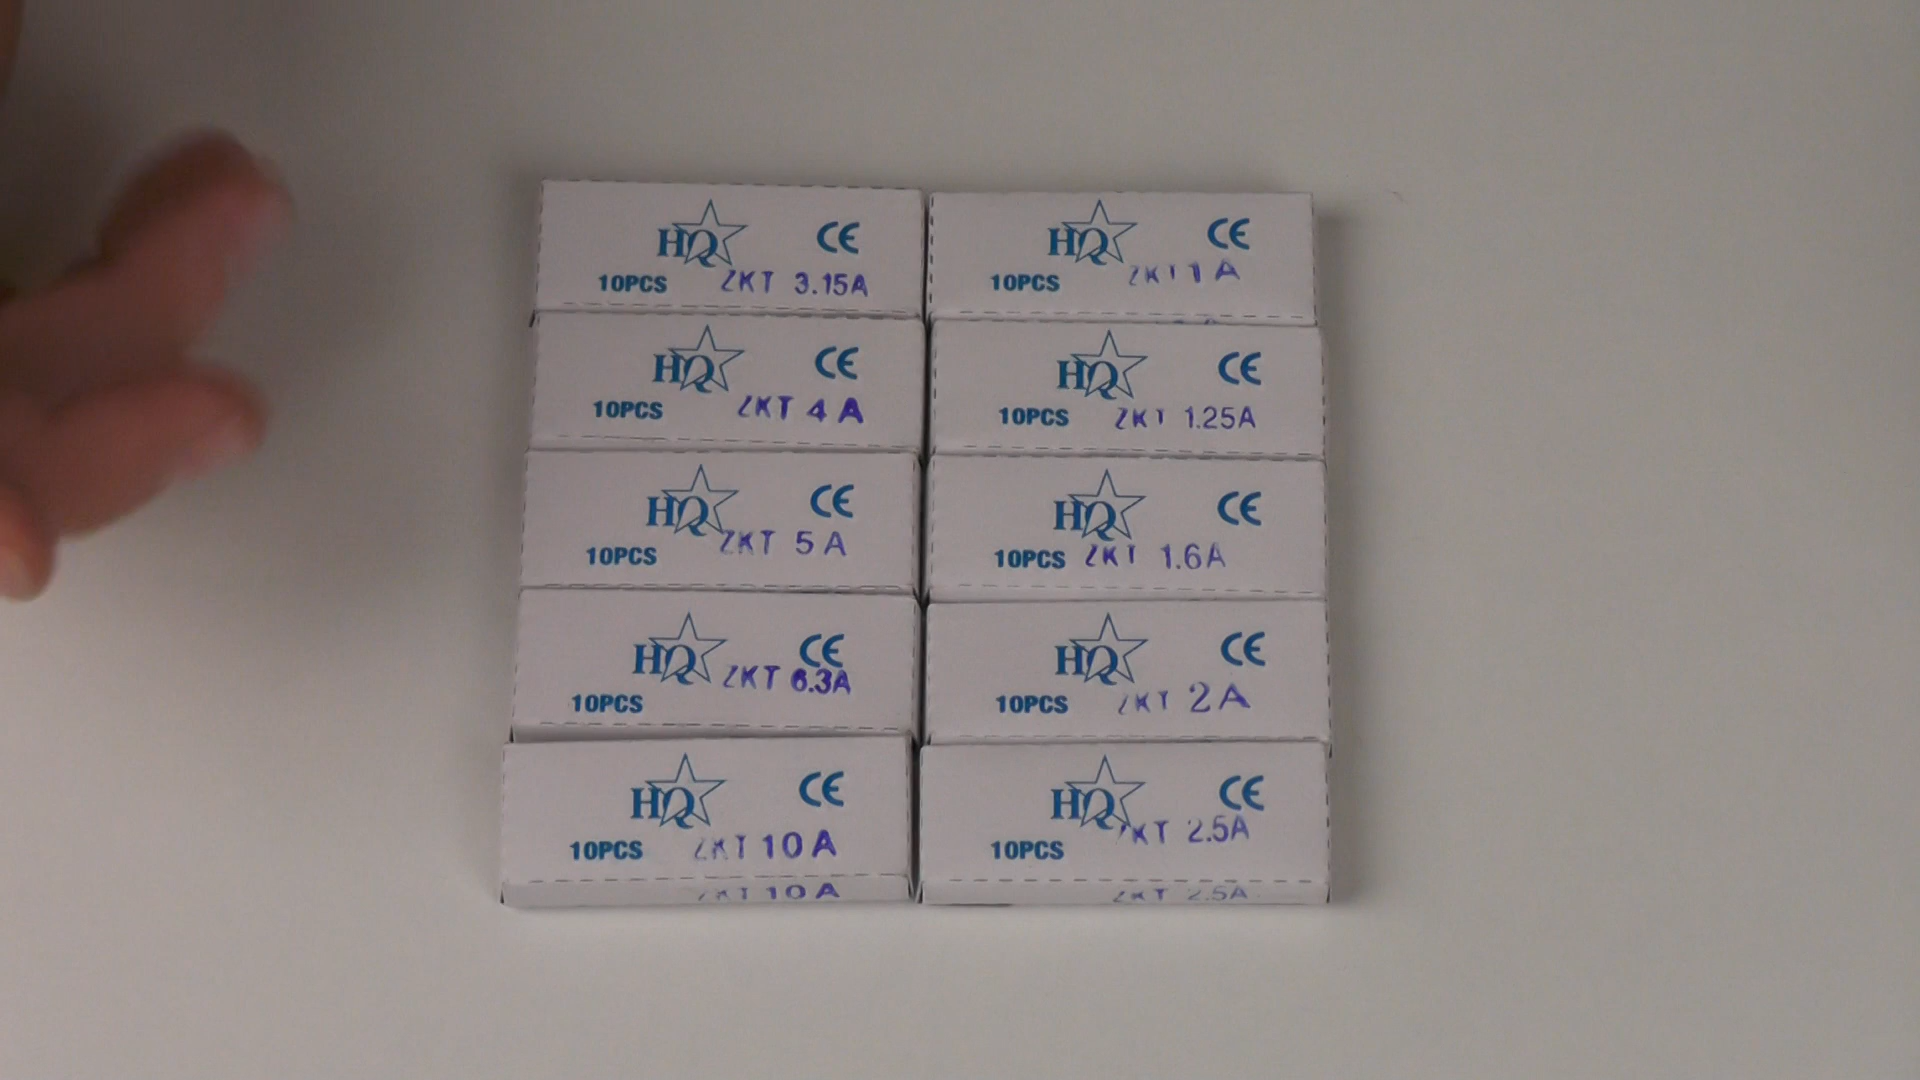 HQ CE
10PCS ZKT 3.15A
HQ CE
10PCS ZKT 4A
HQ CE
10PCS ZKT 5A
HQ CE
10PCS ZKT 6.3A
HQ CE
10PCS ZKT 10A
ZKT 10A
HQ CE
10PCS ZKT 1A
HQ CE
10PCS ZKT 1.25A
HQ CE
10PCS ZKT 1.6A
HQ CE
10PCS ZKT 2A
HQ CE
10PCS ZKT 2.5A
ZKT 2.5A